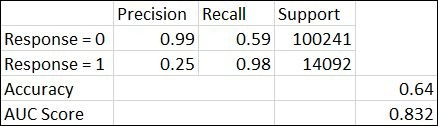 Precision Recall Support
Response = 0 0.99 0.59 100241
Response = 1 0.25 0.98 14092
Accuracy 0.64
AUC Score 0.832